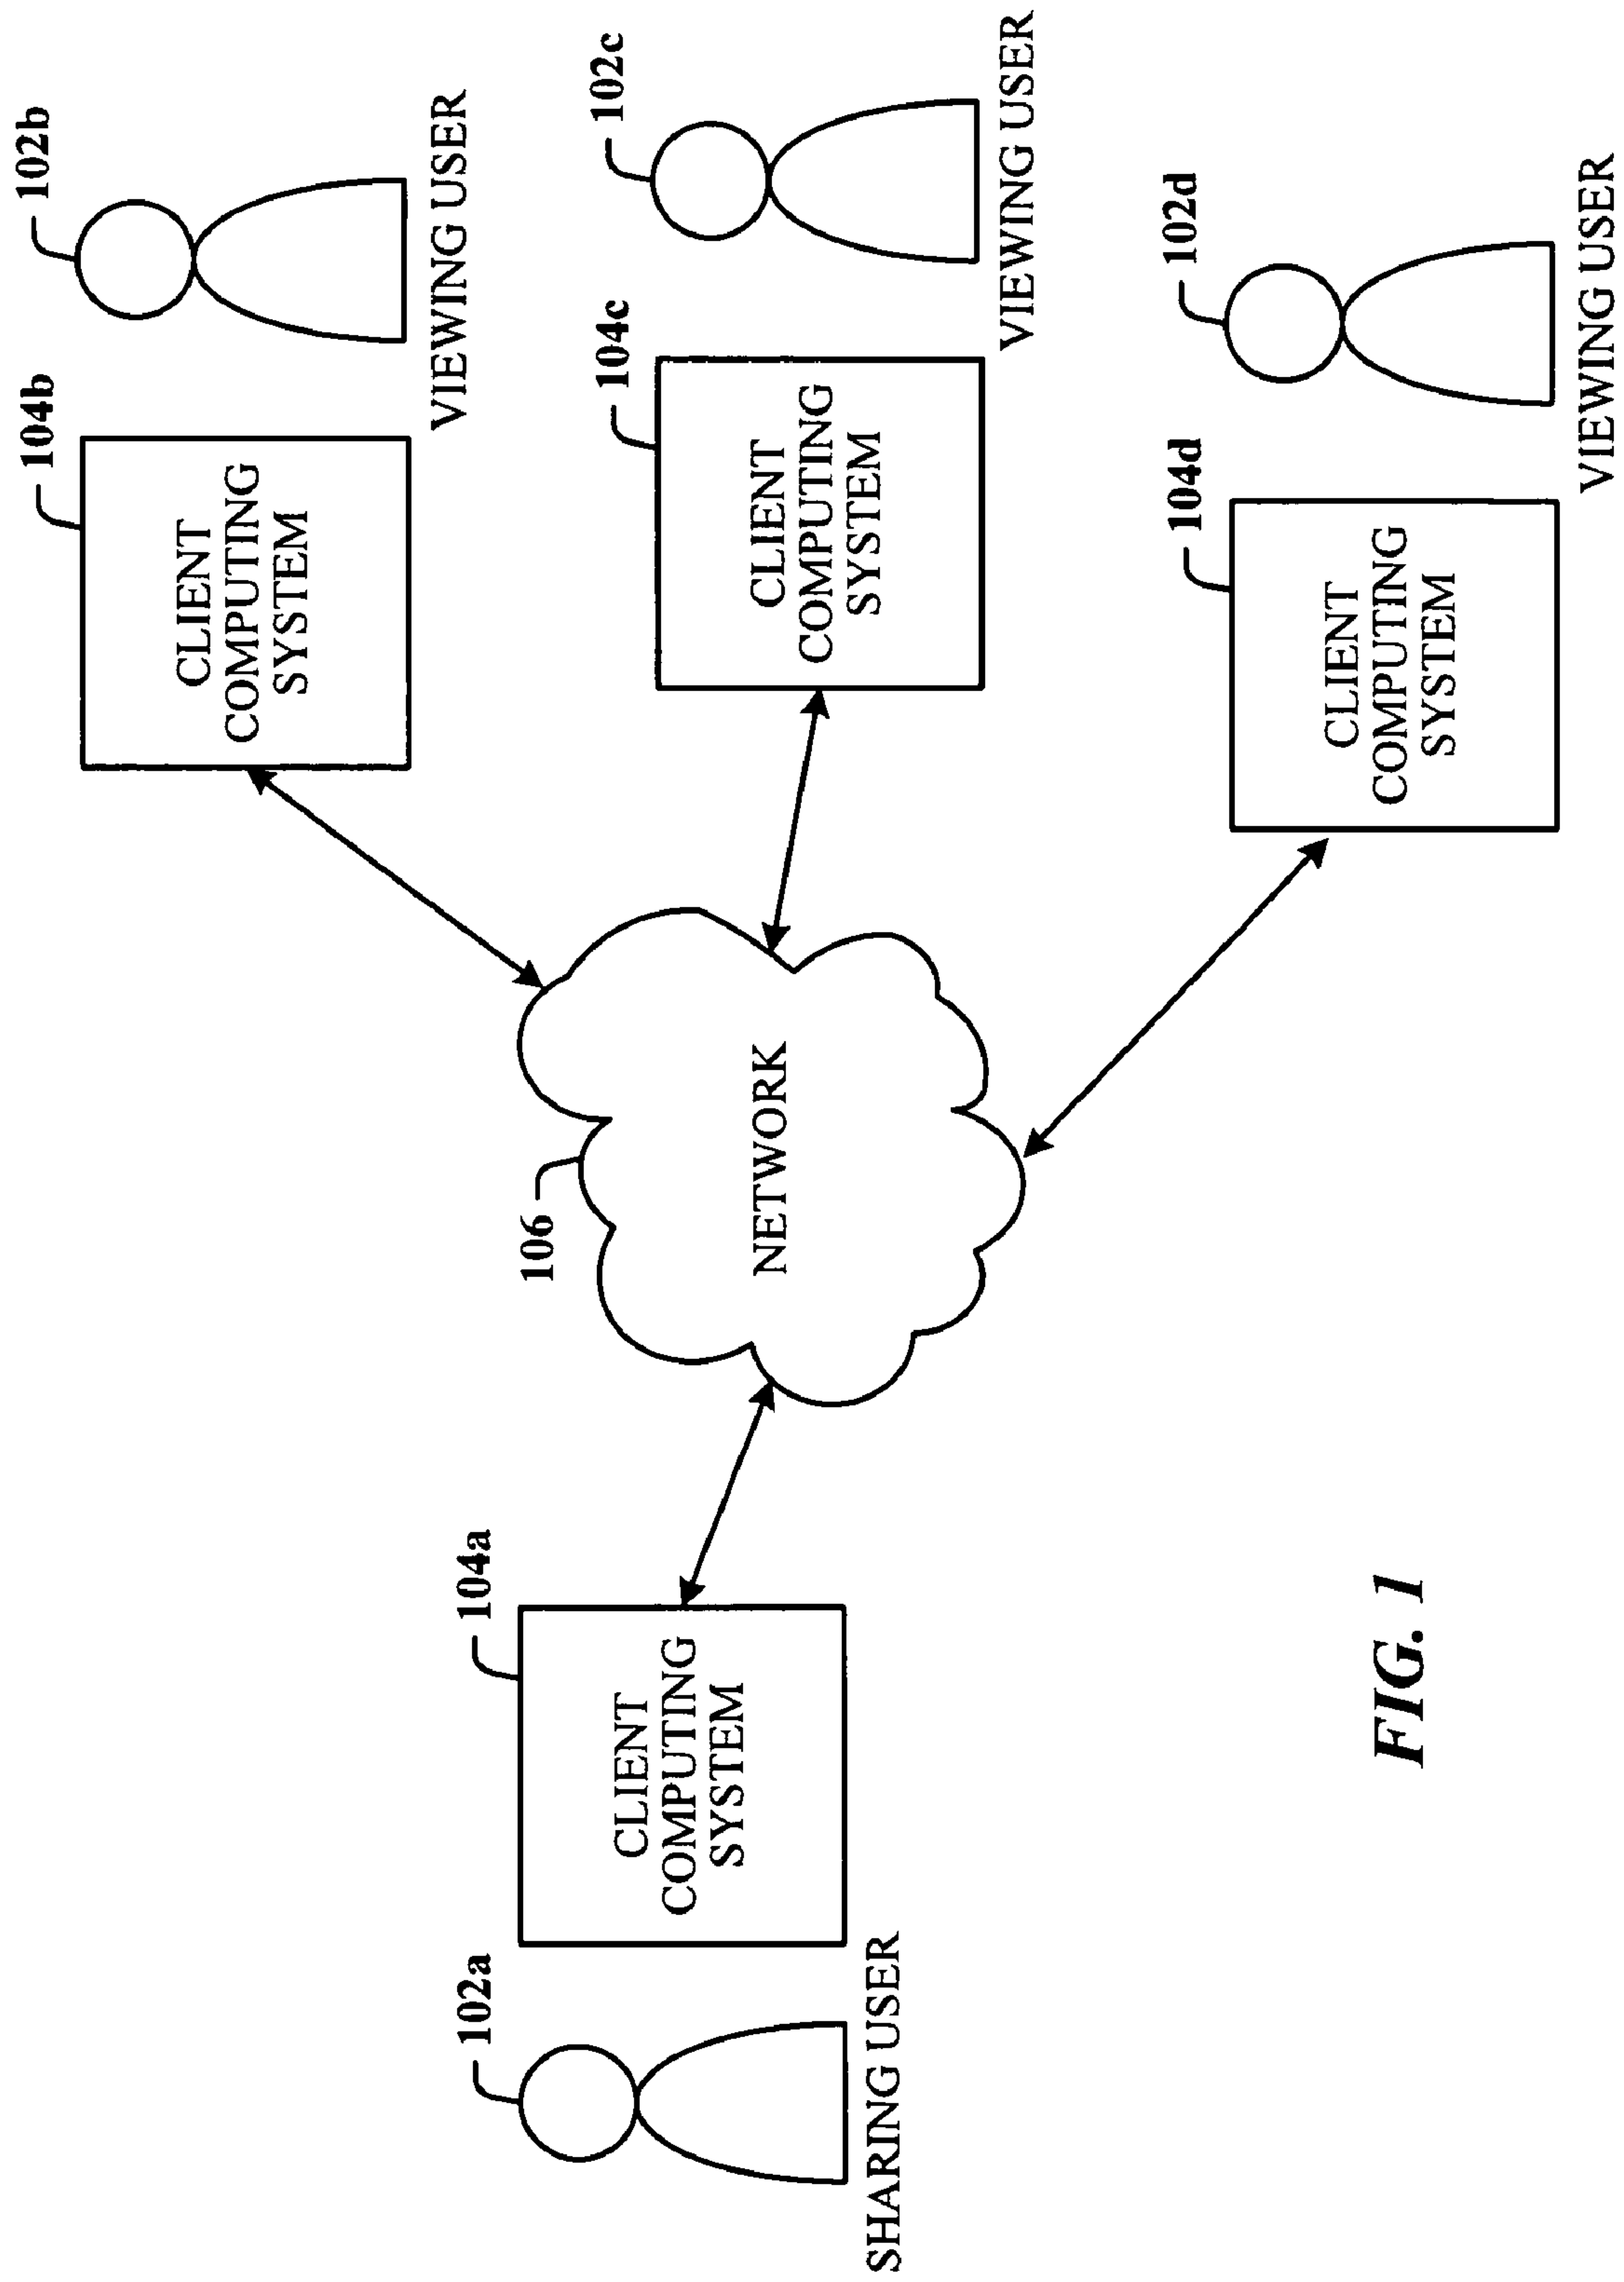 102b
104b
CLIENT
COMPUTING
SYSTEM
VIEWING USER
102a
104a
CLIENT
COMPUTING
SYSTEM
SHARING USER
106
NETWORK
102c
104c
CLIENT
COMPUTING
SYSTEM
VIEWING USER
102d
104d
CLIENT
COMPUTING
SYSTEM
VIEWING USER
FIG. 1